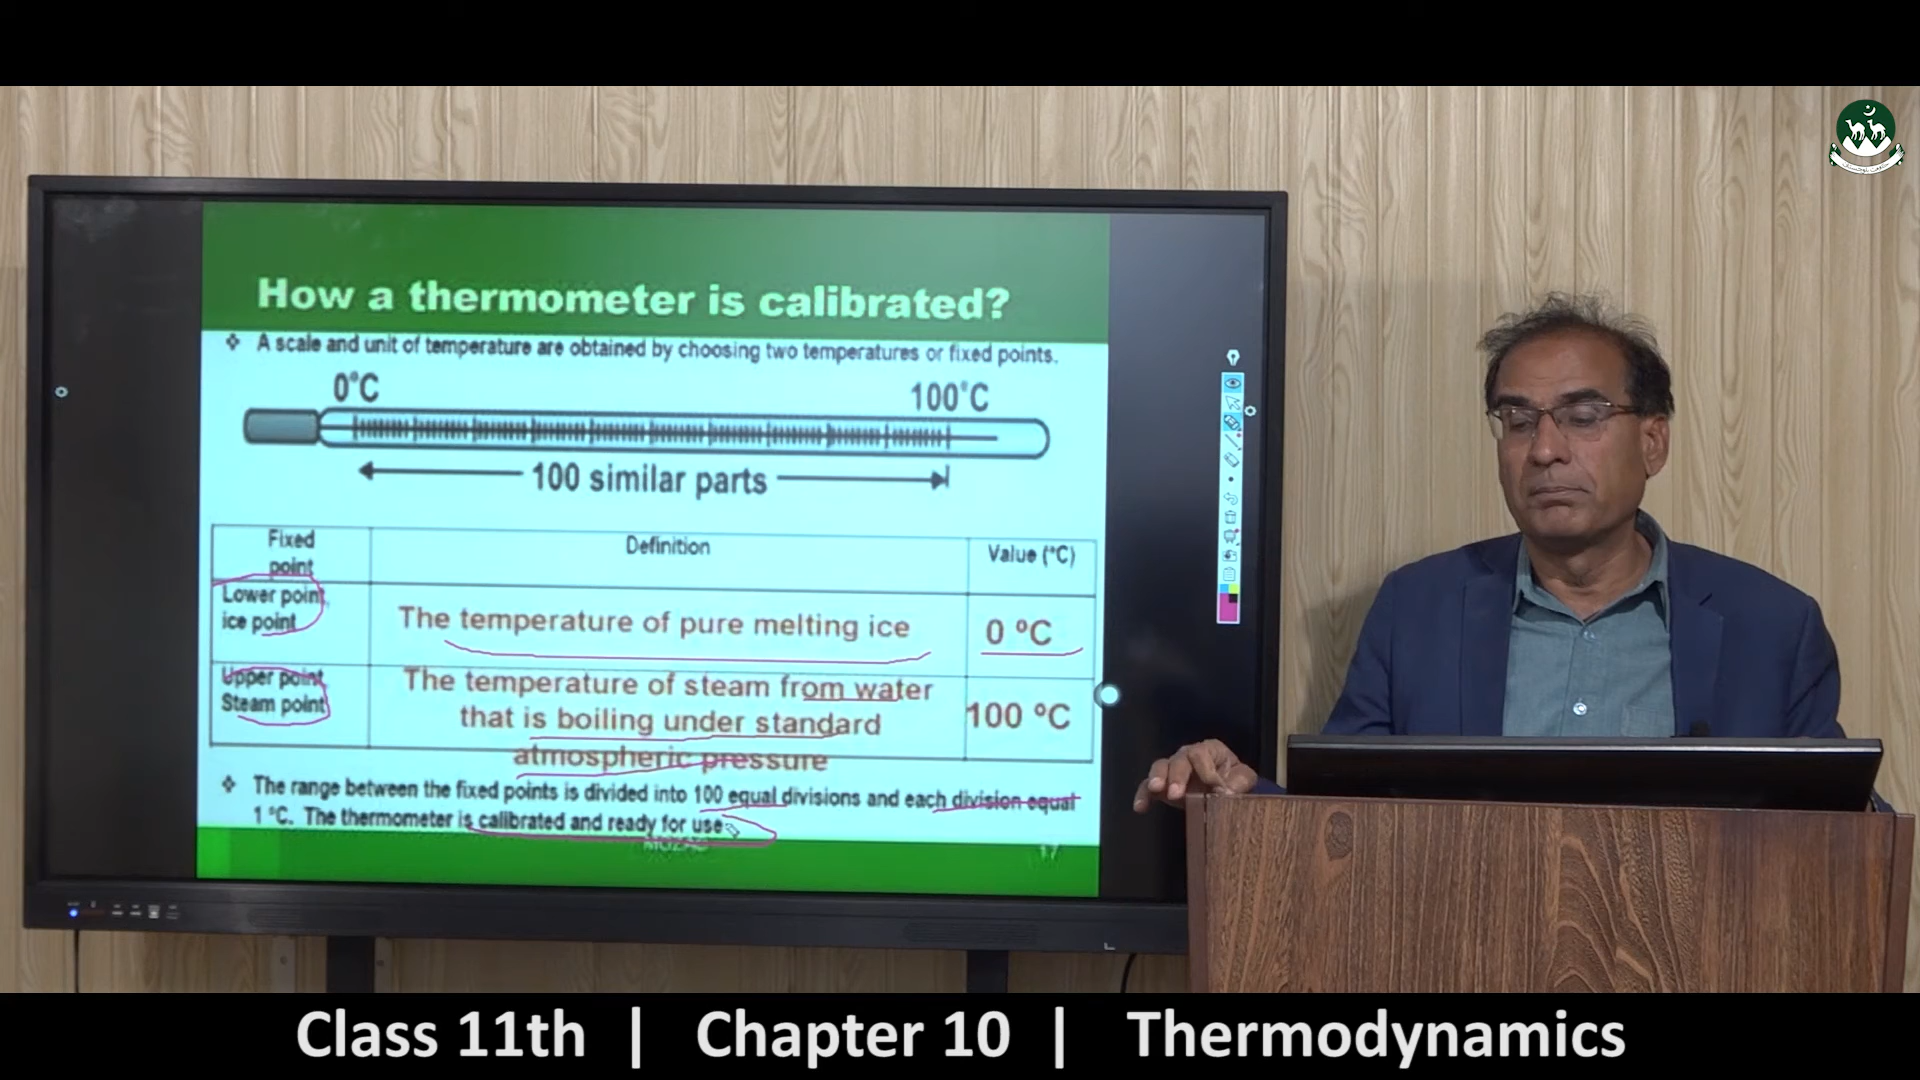 How a thermometer is calibrated?
❖ A scale and unit of temperature are obtained by choosing two temperatures or fixed points.
0°C 100°C
100 similar parts
Fixed point Definition Value (°C)
Lower point, ice point
The temperature of pure melting ice
0 ºC
Upper point, Steam point
The temperature of steam from water
that is boiling under standard
atmospheric pressure
100 ºC
❖ The range between the fixed points is divided into 100 equal divisions and each division equal
1 ºC. The thermometer is calibrated and ready for use.
17
Class 11th | Chapter 10 | Thermodynamics